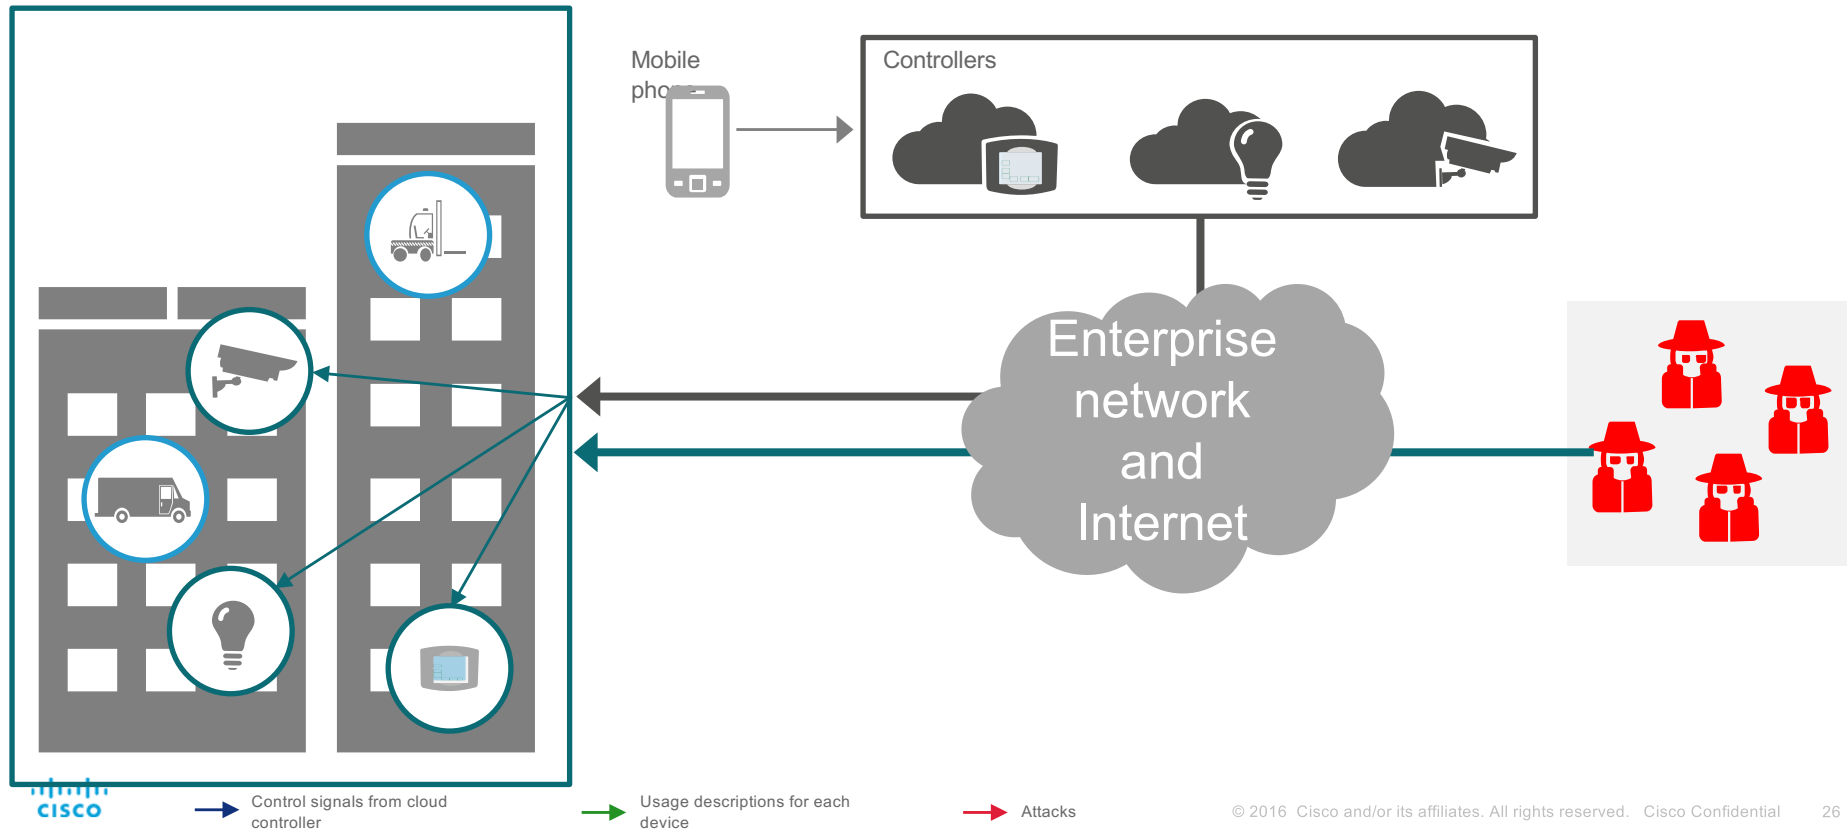 Mobile
phone
Controllers
Enterprise
network
and
Internet
CISCO
Control signals from cloud
controller
Usage descriptions for each
device
Attacks
© 2016 Cisco and/or its affiliates. All rights reserved. Cisco Confidential 26